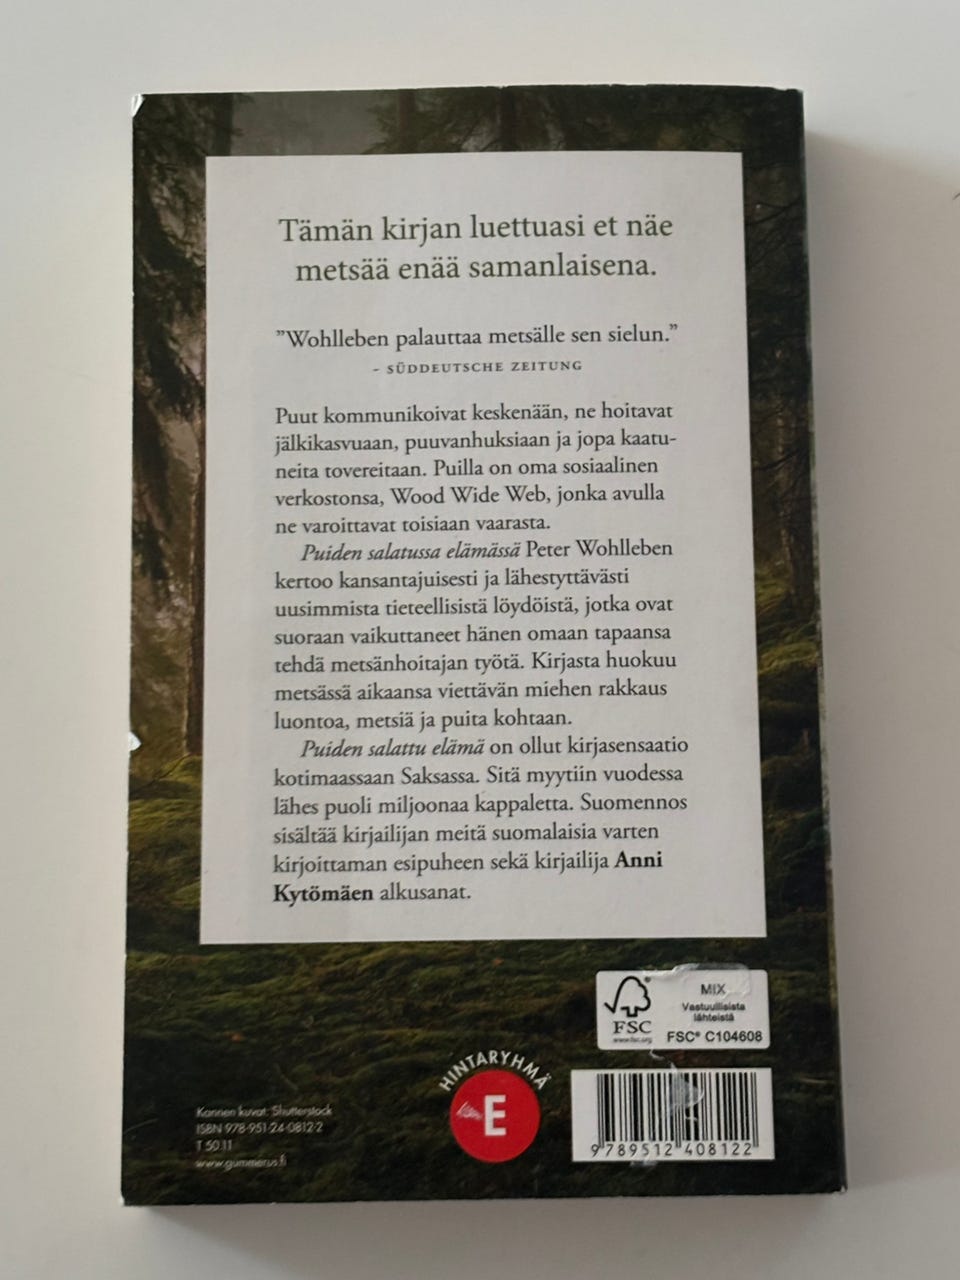 Tämän kirjan luettuasi et näe
metsää enää samanlaisena.
”Wohlleben palauttaa metsälle sen sielun.”
- SÜDDEUTSCHE ZEITUNG
Puut kommunikoivat keskenään, ne hoitavat
jälkikasvuaan, puuvanhuksiaan ja jopa kaatu-
neita tovereitaan. Puilla on oma sosiaalinen
verkostonsa, Wood Wide Web, jonka avulla
ne varoittavat toisiaan vaarasta.
Puiden salatussa elämässä Peter Wohlleben
kertoo kansantajuisesti ja lähestyttävästi
uusimmista tieteellisistä löydöistä, jotka ovat
suoraan vaikuttaneet hänen omaan tapaansa
tehdä metsänhoitajan työtä. Kirjasta huokuu
metsässä aikaansa viettävän miehen rakkaus
luontoa, metsiä ja puita kohtaan.
Puiden salattu elämä on ollut kirjasensaatio
kotimaassaan Saksassa. Sitä myytiin vuodessa
lähes puoli miljoonaa kappaletta. Suomennos
sisältää kirjailijan meitä suomalaisia varten
kirjoittaman esipuheen sekä kirjailija Anni
Kytömäen alkusanat.
MIX
Vastuullisista
lähteistä
FSC® C104608
FSC
www.fsc.org
HINTARYHMÄ
E
Kannen kuvat: Shutterstock
ISBN 978-951-24-0812-2
T 50.11
www.gummerus.fi
9 789512 408122